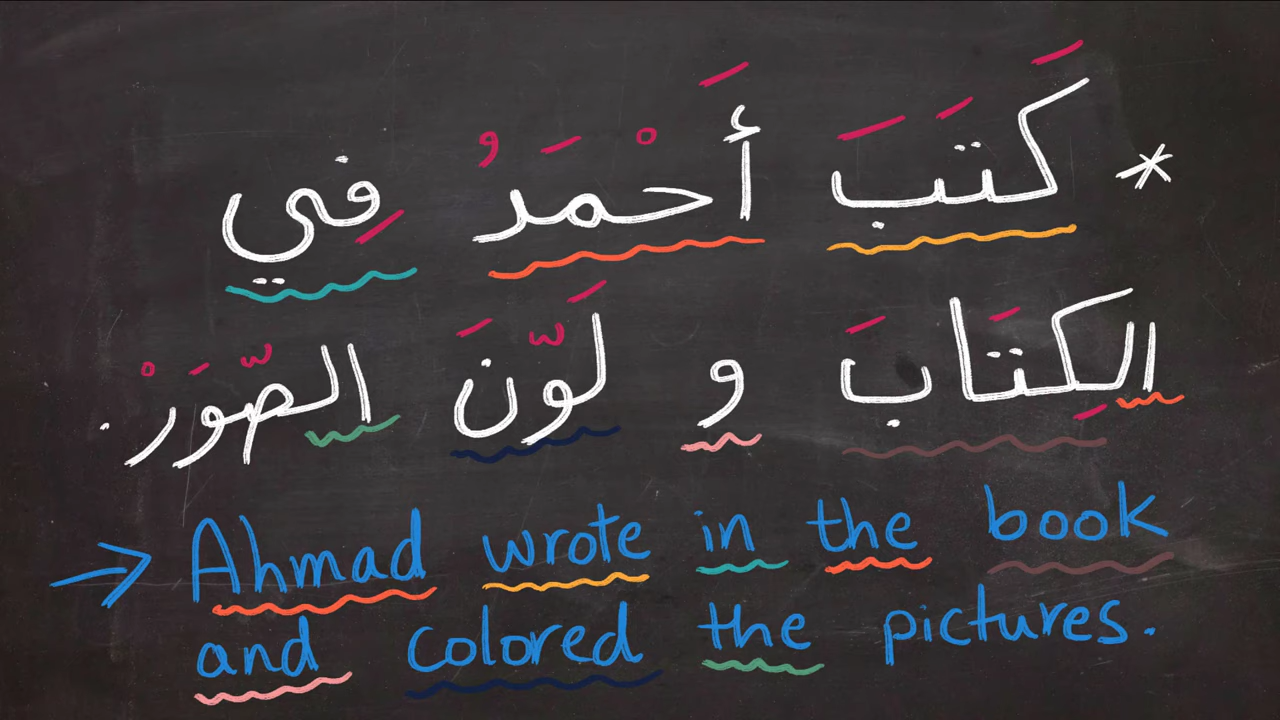 * كَتَبَ أَحْمَدُ فِي
الكِتَابَ و لَوّنَ الصّوَرْ.
→ Ahmad wrote in the book
and colored the pictures.